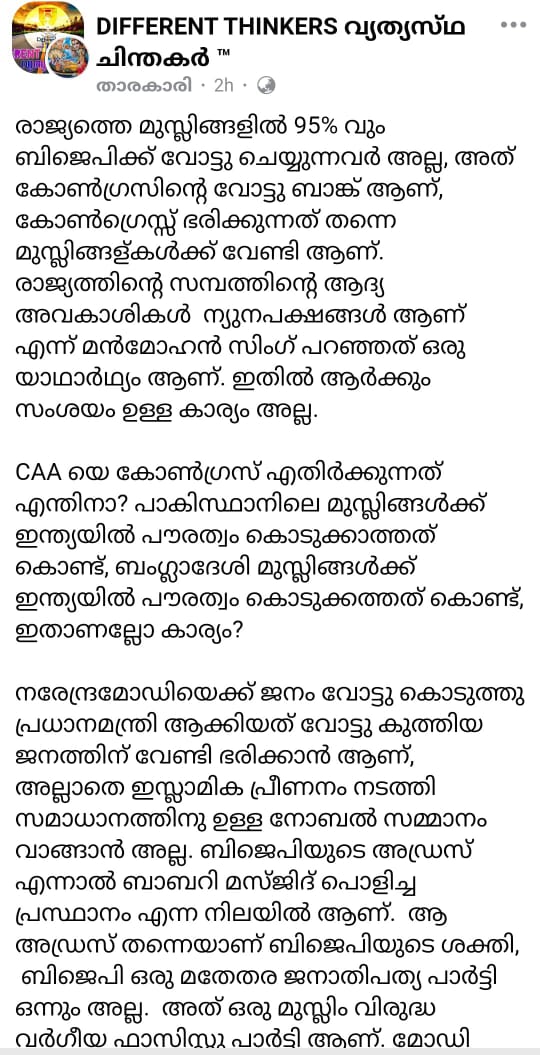 DIFFERENT THINKERS വ്യത്യസ്ഥ
ചിന്തകർ ™
താരകാരി · 2h ·
രാജ്യത്തെ മുസ്ലിങ്ങളിൽ 95% വും
ബിജെപിക്ക് വോട്ടു ചെയ്യുന്നവർ അല്ല, അത്
കോൺഗ്രസിന്റെ വോട്ടു ബാങ്ക് ആണ്,
കോൺഗ്രെസ്സ് ഭരിക്കുന്നത് തന്നെ
മുസ്ലിങ്ങള്കൾക്ക് വേണ്ടി ആണ്.
രാജ്യത്തിന്റെ സമ്പത്തിന്റെ ആദ്യ
അവകാശികൾ ന്യുനപക്ഷങ്ങൾ ആണ്
എന്ന് മൻമോഹൻ സിംഗ് പറഞ്ഞത് ഒരു
യാഥാർഥ്യം ആണ്. ഇതിൽ ആർക്കും
സംശയം ഉള്ള കാര്യം അല്ല.
CAA യെ കോൺഗ്രസ് എതിർക്കുന്നത്
എന്തിനാ? പാകിസ്ഥാനിലെ മുസ്ലിങ്ങൾക്ക്
ഇന്ത്യയിൽ പൗരത്വം കൊടുക്കാത്തത്
കൊണ്ട്, ബംഗ്ലാദേശി മുസ്ലിങ്ങൾക്ക്
ഇന്ത്യയിൽ പൗരത്വം കൊടുക്കത്തത് കൊണ്ട്,
ഇതാണല്ലോ കാര്യം?
നരേന്ദ്രമോഡിയെക്ക് ജനം വോട്ടു കൊടുത്തു
പ്രധാനമന്ത്രി ആക്കിയത് വോട്ടു കുത്തിയ
ജനത്തിന് വേണ്ടി ഭരിക്കാൻ ആണ്,
അല്ലാതെ ഇസ്ലാമിക പ്രീണനം നടത്തി
സമാധാനത്തിനു ഉള്ള നോബൽ സമ്മാനം
വാങ്ങാൻ അല്ല. ബിജെപിയുടെ അഡ്രസ്
എന്നാൽ ബാബറി മസ്ജിദ് പൊളിച്ച
പ്രസ്ഥാനം എന്ന നിലയിൽ ആണ്. ആ
അഡ്രസ് തന്നെയാണ് ബിജെപിയുടെ ശക്തി,
ബിജെപി ഒരു മതേതര ജനാതിപത്യ പാർട്ടി
ഒന്നും അല്ല. അത് ഒരു മുസ്ലിം വിരുദ്ധ
വർഗീയ ഫാസിസ്റ്റു പാർട്ടി ആണ്. മോഡി